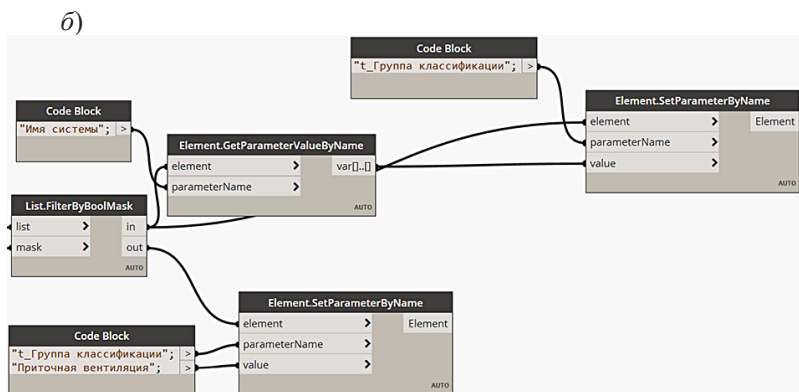 б)
Code Block
"t_Группа классификации"; >
Code Block
"Имя системы"; >
Element.SetParameterByName
element > Element
parameterName >
value >
AUTO
Element.GetParameterValueByName
element > var[]..[]
parameterName >
AUTO
List.FilterByBoolMask
list > in
mask > out
AUTO
Element.SetParameterByName
element > Element
parameterName >
value >
AUTO
Code Block
"t_Группа классификации"; >
"Приточная вентиляция"; >